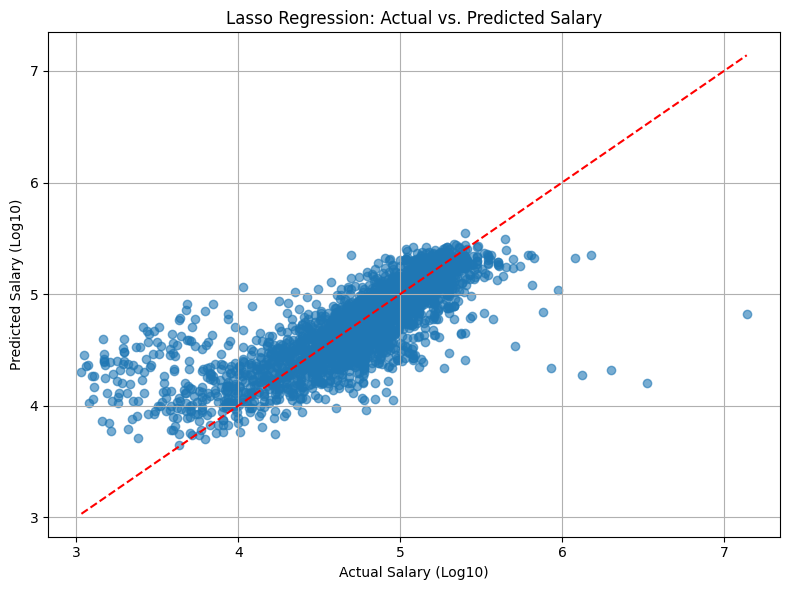 Lasso Regression: Actual vs. Predicted Salary
Predicted Salary (Log10)
7
6
5
4
3
3 4 5 6 7
Actual Salary (Log10)